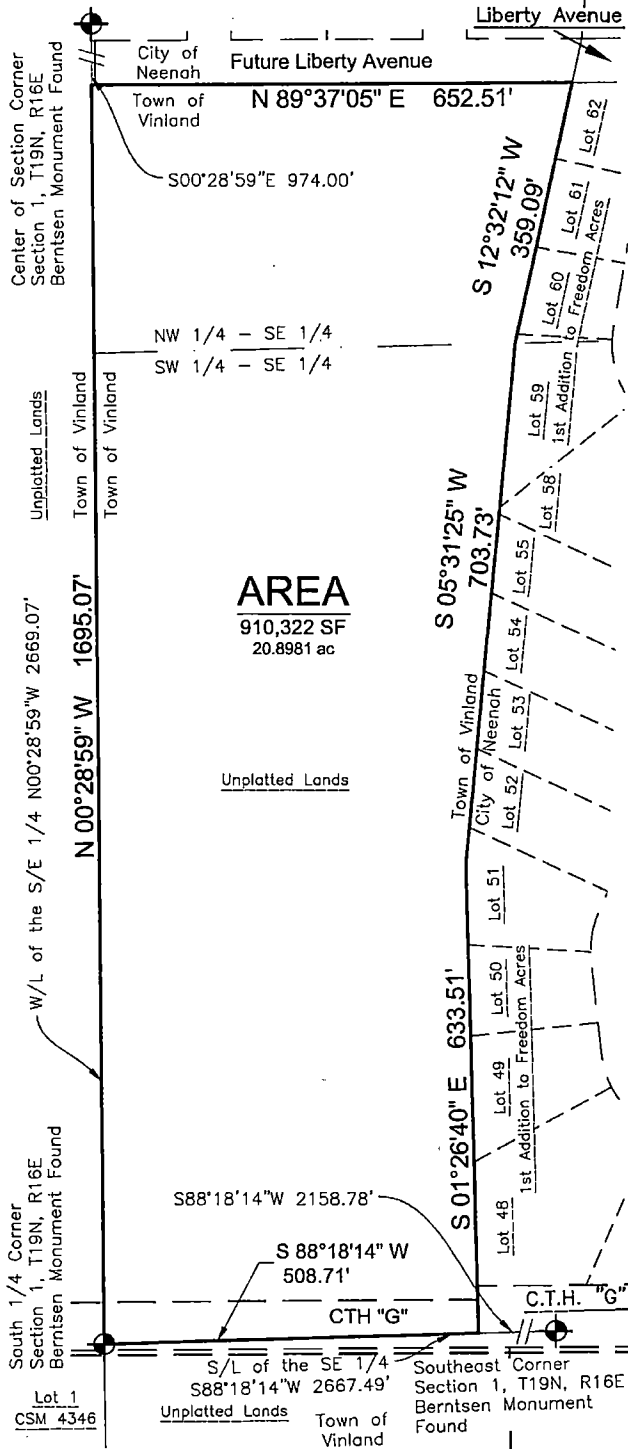 Liberty Avenue
City of
Neenah
Future Liberty Avenue
Town of
Vinland
N 89°37'05" E 652.51'
Center of Section Corner
Section 1, T19N, R16E
Berntsen Monument Found
S00°28'59"E 974.00'
S 12°32'12" W
359.09'
Lot 62
Lot 61
Lot 60
1st Addition to Freedom Acres
NW 1/4 - SE 1/4
SW 1/4 - SE 1/4
Unplatted Lands
Town of Vinland
Town of Vinland
Lot 59
Lot 58
Lot 55
Lot 54
Lot 53
Lot 52
S 05°31'25" W
703.73'
AREA
910,322 SF
20.8981 ac
W/L of the S/E 1/4 N00°28'59"W 2669.07'
N 00°28'59" W 1695.07'
Unplatted Lands
Town of Vinland
City of Neenah
Lot 51
Lot 50
Lot 49
Lot 48
1st Addition to Freedom Acres
S 01°26'40" E 633.51'
S88°18'14"W 2158.78'
S 88°18'14" W
508.71'
CTH "G"
C.T.H. "G"
South 1/4 Corner
Section 1, T19N, R16E
Berntsen Monument Found
S/L of the SE 1/4
S88°18'14"W 2667.49'
Southeast Corner
Section 1, T19N, R16E
Berntsen Monument
Found
Lot 1
CSM 4346
Unplatted Lands
Town of
Vinland